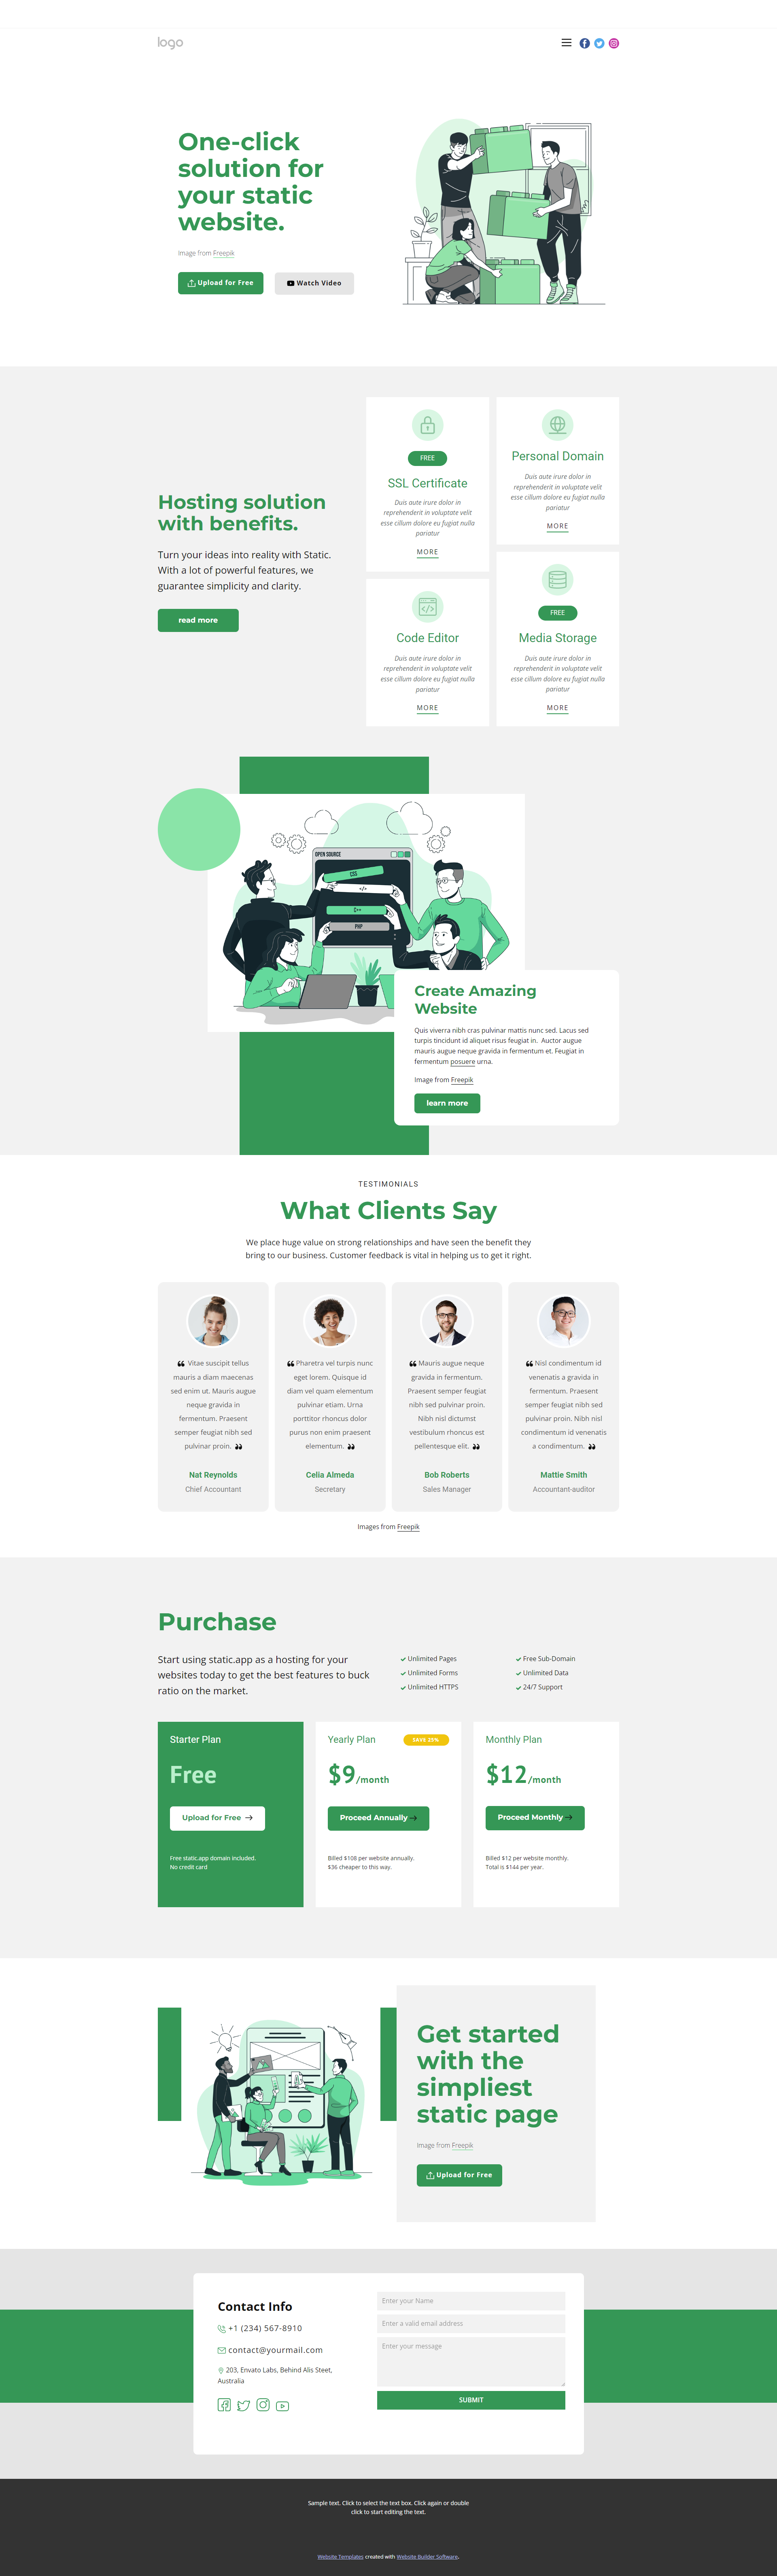 logo
One-click
solution for
your static
website.
Image from Freepik
Upload for Free
Watch Video
Hosting solution
with benefits.
Turn your ideas into reality with Static.
With a lot of powerful features, we
guarantee simplicity and clarity.
read more
FREE
SSL Certificate
Duis aute irure dolor in
reprehenderit in voluptate velit
esse cillum dolore eu fugiat nulla
pariatur
MORE
Personal Domain
Duis aute irure dolor in
reprehenderit in voluptate velit
esse cillum dolore eu fugiat nulla
pariatur
MORE
Code Editor
Duis aute irure dolor in
reprehenderit in voluptate velit
esse cillum dolore eu fugiat nulla
pariatur
MORE
FREE
Media Storage
Duis aute irure dolor in
reprehenderit in voluptate velit
esse cillum dolore eu fugiat nulla
pariatur
MORE
OPEN SOURCE
CSS
</>
C++
PHP
Create Amazing
Website
Quis viverra nibh cras pulvinar mattis nunc sed. Lacus sed
turpis tincidunt id aliquet risus feugiat in.  Auctor augue
mauris augue neque gravida in fermentum et. Feugiat in
fermentum posuere urna.
Image from Freepik
learn more
TESTIMONIALS
What Clients Say
We place huge value on strong relationships and have seen the benefit they
bring to our business. Customer feedback is vital in helping us to get it right.
❝ Vitae suscipit tellus
mauris a diam maecenas
sed enim ut. Mauris augue
neque gravida in
fermentum. Praesent
semper feugiat nibh sed
pulvinar proin. ❞
Nat Reynolds
Chief Accountant
❝ Pharetra vel turpis nunc
eget lorem. Quisque id
diam vel quam elementum
pulvinar etiam. Urna
porttitor rhoncus dolor
purus non enim praesent
elementum. ❞
Celia Almeda
Secretary
❝ Mauris augue neque
gravida in fermentum.
Praesent semper feugiat
nibh sed pulvinar proin.
Nibh nisl dictumst
vestibulum rhoncus est
pellentesque elit. ❞
Bob Roberts
Sales Manager
❝ Nisl condimentum id
venenatis a gravida in
fermentum. Praesent
semper feugiat nibh sed
pulvinar proin. Nibh nisl
condimentum id venenatis
a condimentum. ❞
Mattie Smith
Accountant-auditor
Images from Freepik
Purchase
Start using static.app as a hosting for your
websites today to get the best features to buck
ratio on the market.
✓ Unlimited Pages
✓ Unlimited Forms
✓ Unlimited HTTPS
✓ Free Sub-Domain
✓ Unlimited Data
✓ 24/7 Support
Starter Plan
Free
Upload for Free →
Free static.app domain included.
No credit card
Yearly Plan
SAVE 25%
$9/month
Proceed Annually →
Billed $108 per website annually.
$36 cheaper to this way.
Monthly Plan
$12/month
Proceed Monthly →
Billed $12 per website monthly.
Total is $144 per year.
Get started
with the
simpliest
static page
Image from Freepik
Upload for Free
Contact Info
+1 (234) 567-8910
contact@yourmail.com
203, Envato Labs, Behind Alis Steet,
Australia
Enter your Name
Enter a valid email address
Enter your message
SUBMIT
Sample text. Click to select the text box. Click again or double
click to start editing the text.
Website Templates created with Website Builder Software.